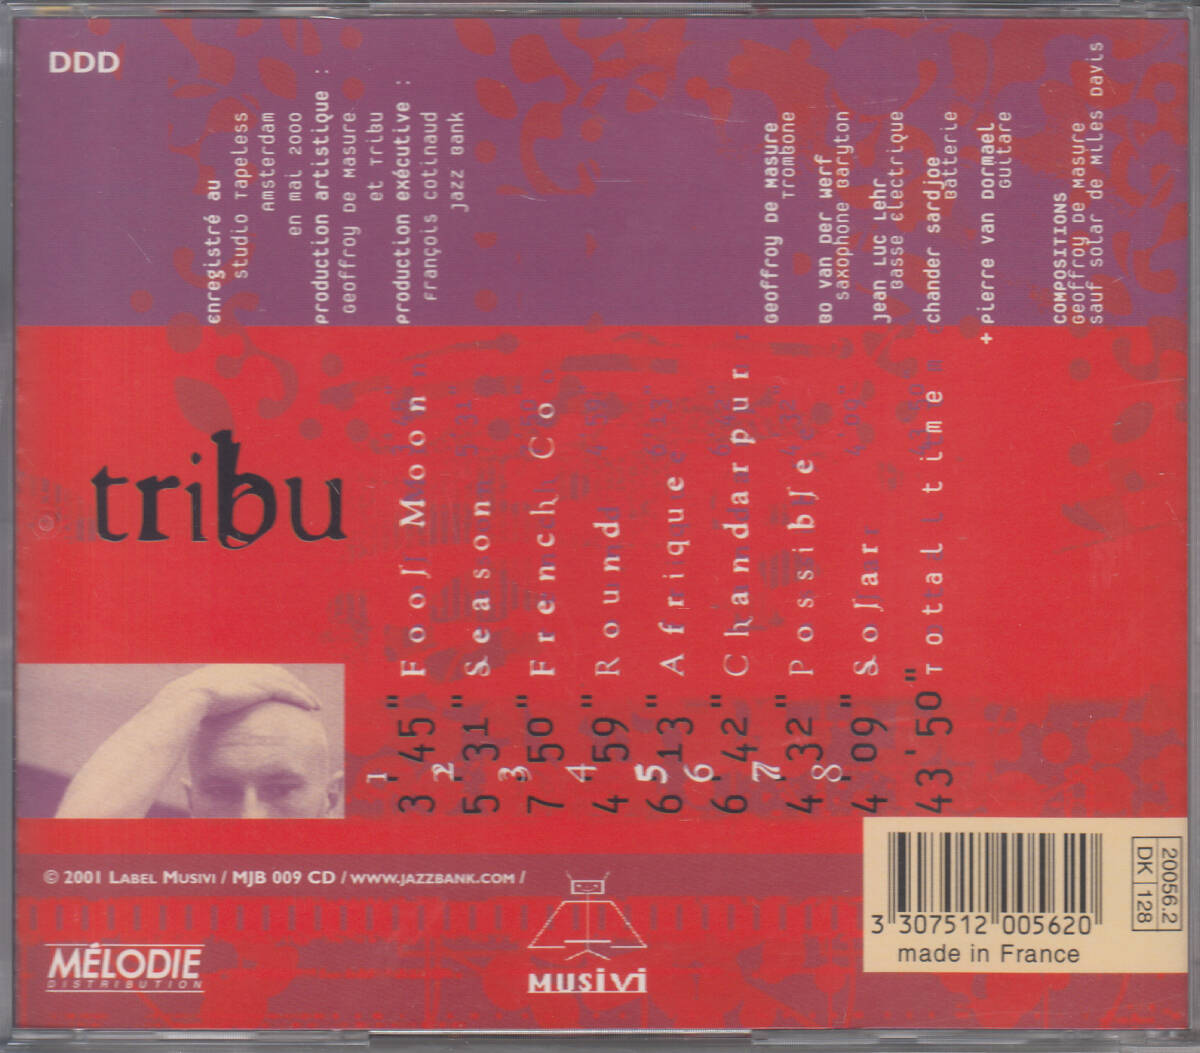 DDD
enregistré au
studio Tapeless
Amsterdam
en mai 2000
production artistique :
Geoffroy De Masure
et Tribu
production exécutive :
François Cotinaud
Jazz Bank
Geoffroy De Masure
Trombone
Bo van der Werf
saxophone Baryton
Jean Luc Lehr
Basse Electrique
Chander Sardjoe
Batterie
+ Pierre van Dormael
Guitare
COMPOSITIONS
Geoffroy De Masure
sauf solar de Miles Davis
tribu
1 3'45" Fool Moon
2 5'31" Season
3 7'50" French Co
4 4'59" Round
5 6'13" Afrique
6 6'42" Chandarpur
7 4'32" Possible
8 4'09" Solar
43'50" Total time
© 2001 LABEL MUSIVI / MJB 009 CD / WWW.JAZZBANK.COM /
MÉLODIE
DISTRIBUTION
MUSIVI
3 307512 005620
made in France
20056.2
DK 128